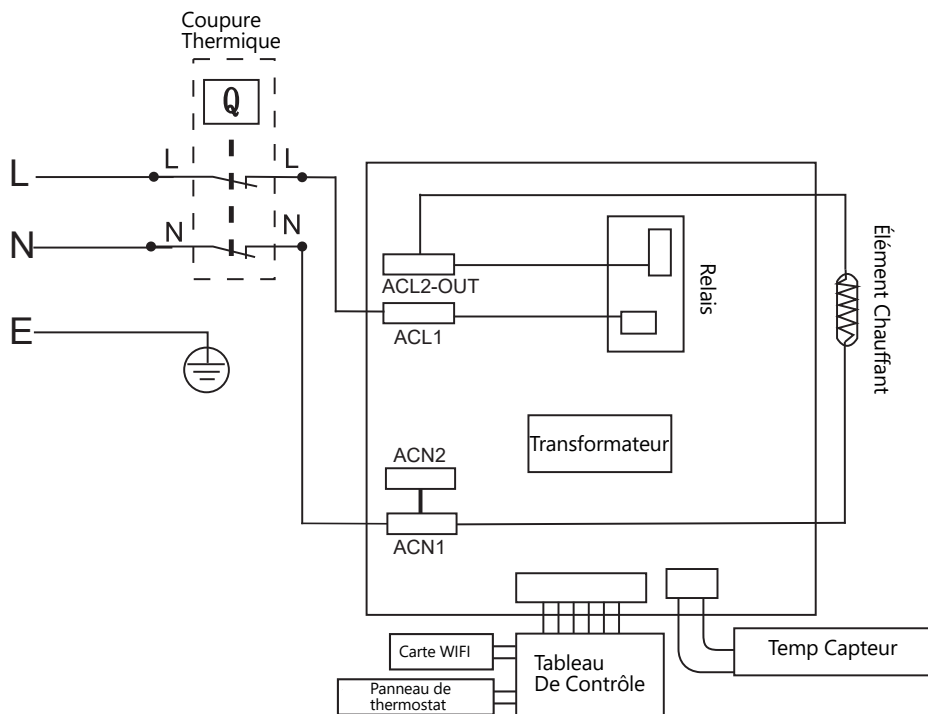 Coupure
Thermique
Q
L
L
L
N
N
N
E
ACL2-OUT
ACL1
Relais
Élément Chauffant
Transformateur
ACN2
ACN1
Carte WIFI
Panneau de
thermostat
Tableau
De Contrôle
Temp Capteur